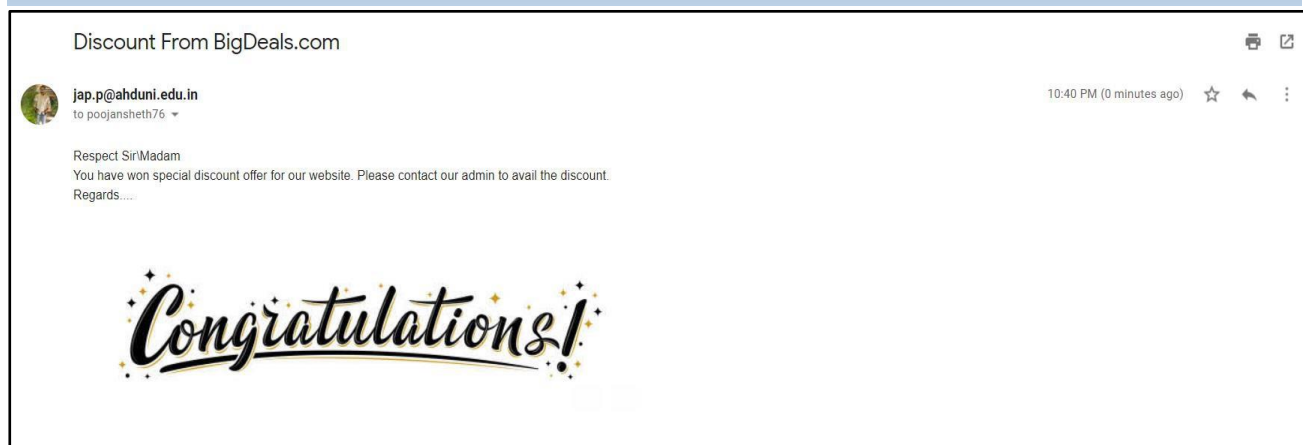 Discount From BigDeals.com
jap.p@ahduni.edu.in
10:40 PM (0 minutes ago)
to poojansheth76
Respect Sir\Madam
You have won special discount offer for our website. Please contact our admin to avail the discount.
Regards....
Congratulations!